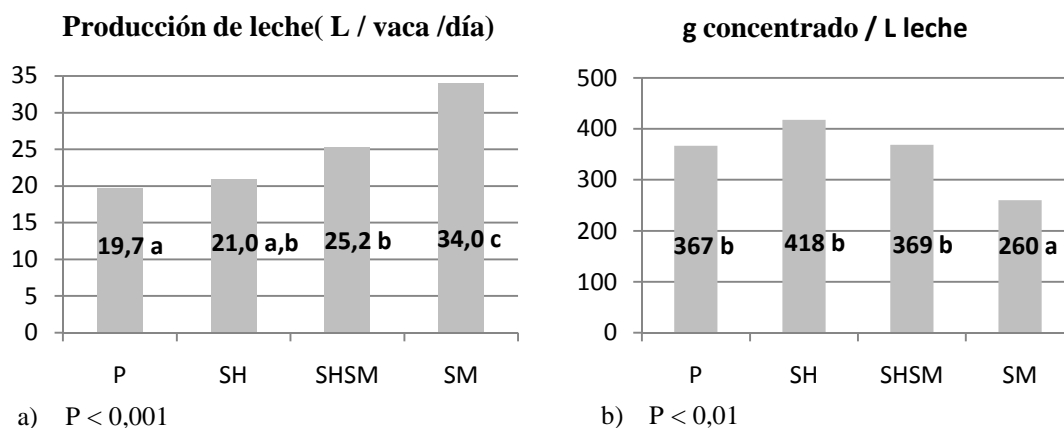 Producción de leche( L / vaca /día)
35
30
25
20
15
10
5
0
19,7 a
21,0 a,b
25,2 b
34,0 c
P
SH
SHSM
SM
a) P < 0,001
g concentrado / L leche
500
400
300
200
100
0
367 b
418 b
369 b
260 a
P
SH
SHSM
SM
b) P < 0,01